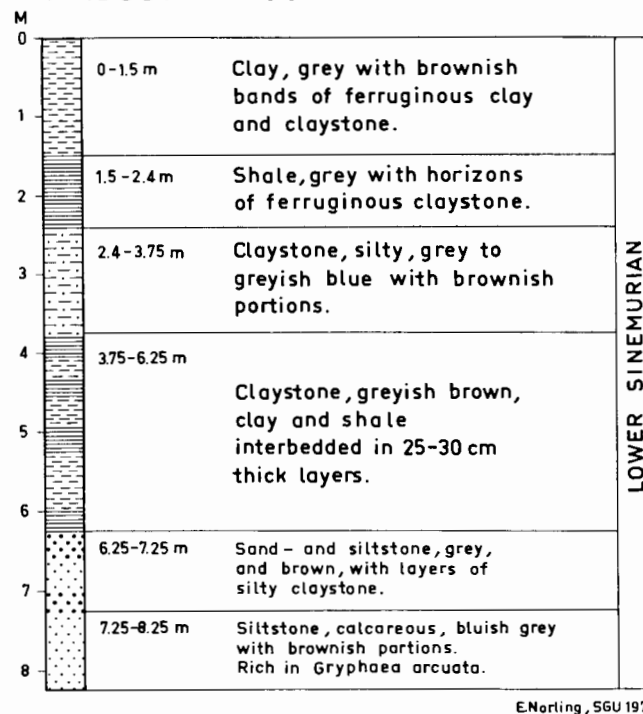 M
0
0-1.5 m
Clay, grey with brownish
bands of ferruginous clay
and claystone.
1
1.5-2.4 m
Shale, grey with horizons
of ferruginous claystone.
2
2.4-3.75 m
Claystone, silty, grey to
greyish blue with brownish
portions.
3
4
3.75-6.25 m
Claystone, greyish brown,
clay and shale
interbedded in 25-30 cm
thick layers.
5
6
6.25-7.25 m
Sand- and siltstone, grey,
and brown, with layers of
silty claystone.
7
7.25-8.25 m
Siltstone, calcareous, bluish grey
with brownish portions.
Rich in Gryphaea arcuata.
8
LOWER SINEMURIAN
E.Norling, SGU